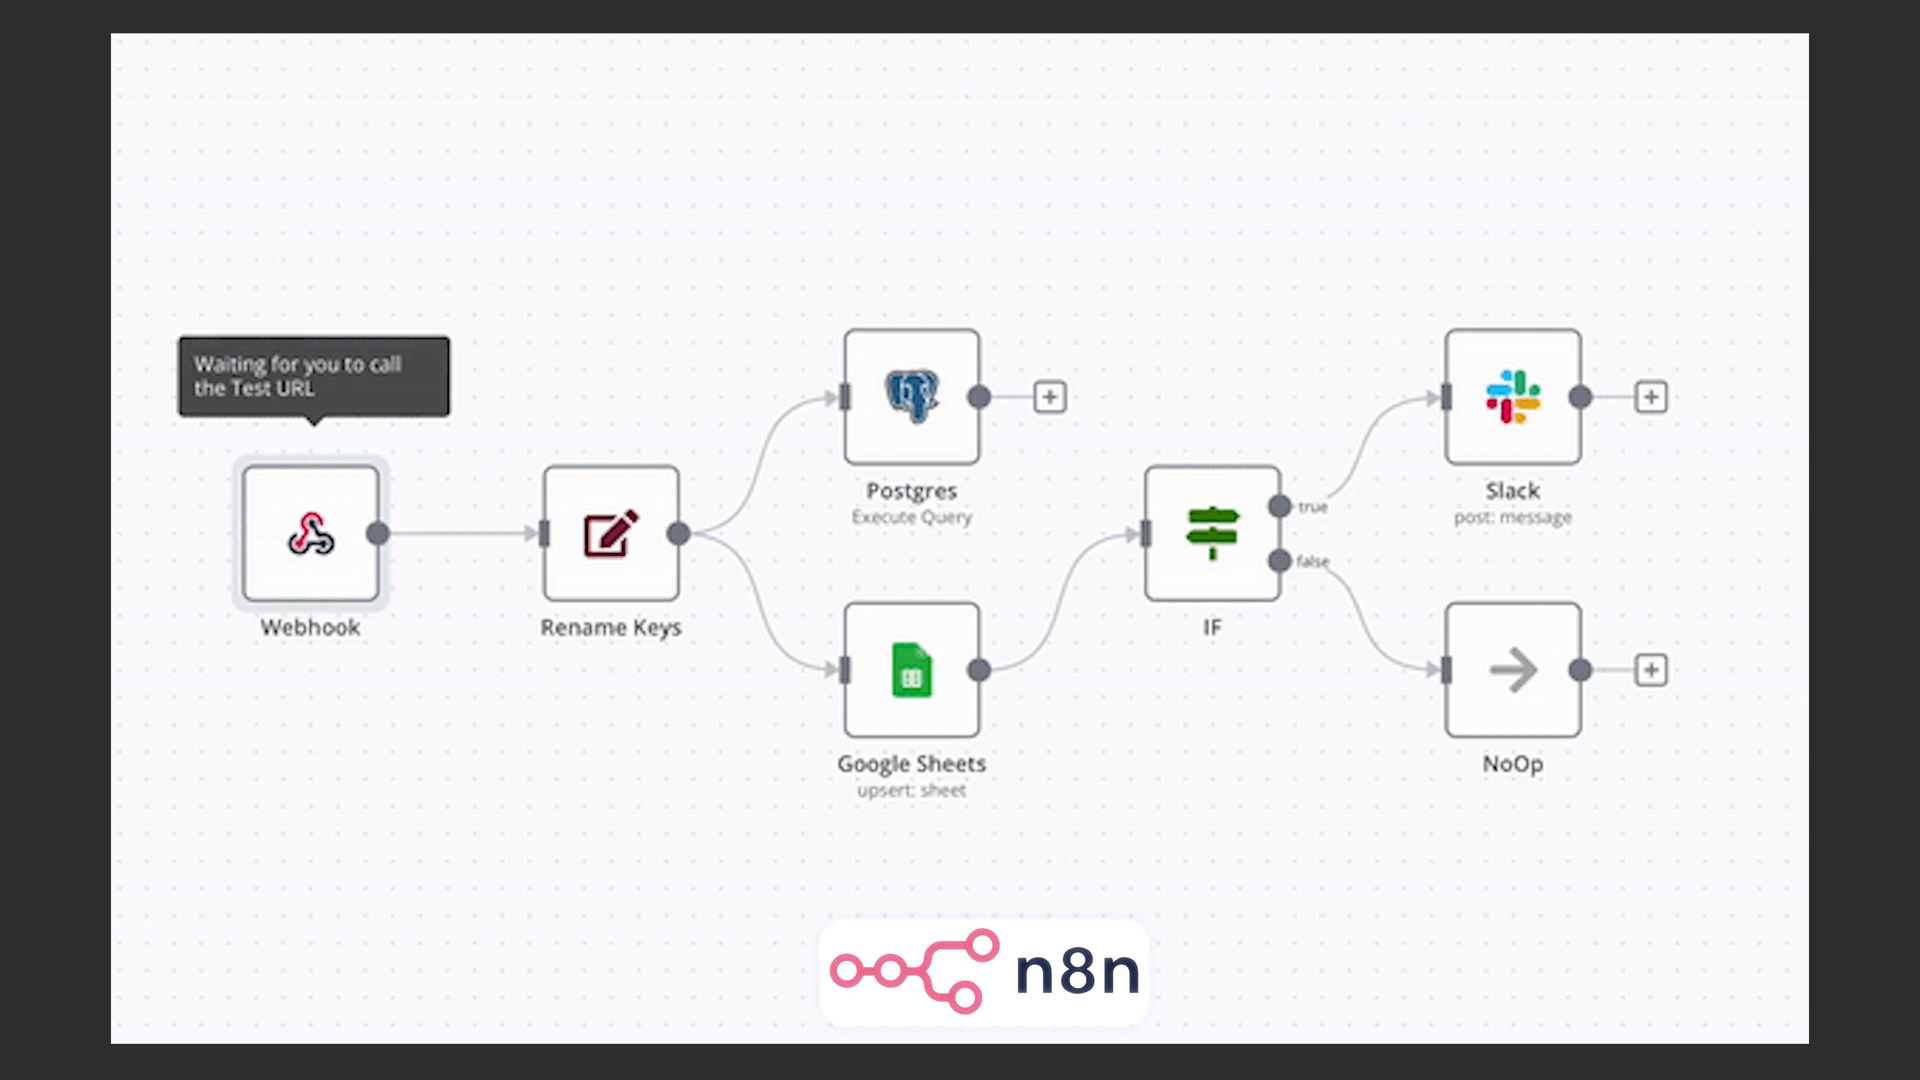 Waiting for you to call
the Test URL
Webhook
Rename Keys
Postgres
Execute Query
Google Sheets
upsert: sheet
IF
true
false
Slack
post: message
NoOp
n8n